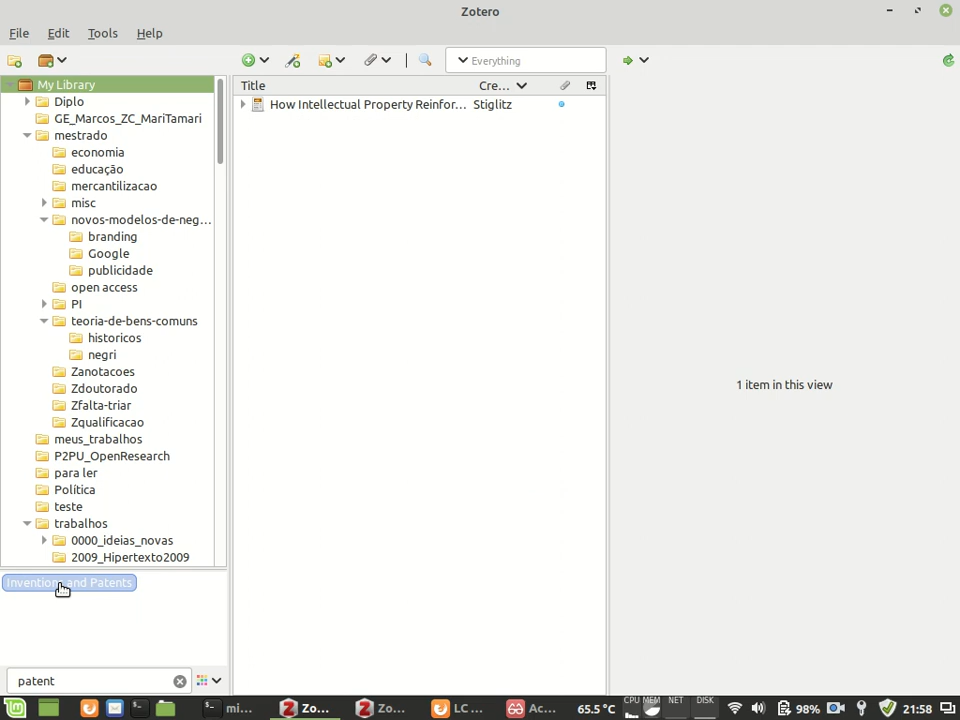 Zotero
File Edit Tools Help
Everything
My Library
Title Cre...
Diplo
How Intellectual Property Reinfor... Stiglitz
GE_Marcos_ZC_MariTamari
mestrado
economia
educação
mercantilizacao
misc
novos-modelos-de-neg...
branding
Google
publicidade
open access
PI
teoria-de-bens-comuns
historicos
negri
Zanotacoes
1 item in this view
Zdoutorado
Zfalta-triar
Zqualificacao
meus_trabalhos
P2PU_OpenResearch
para ler
Política
teste
trabalhos
0000_ideias_novas
2009_Hipertexto2009
Inventions and Patents
patent
mi... Zo... Zo... LC ... Ac... 65.5 °C CPU MEM NET DISK 98% 21:58